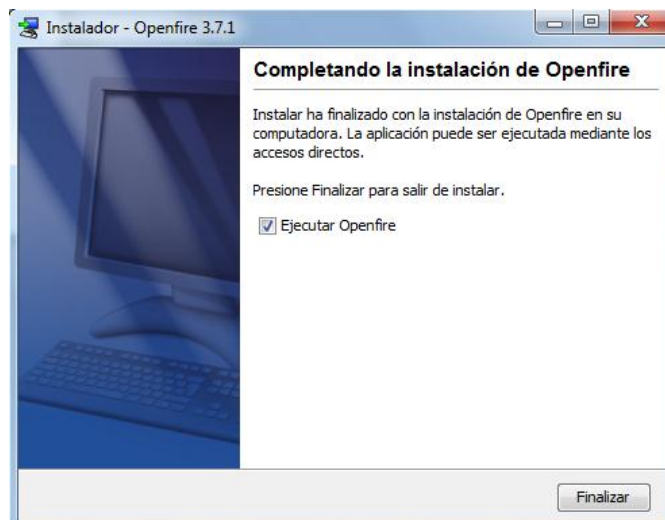 Instalador - Openfire 3.7.1
Completando la instalación de Openfire
Instalar ha finalizado con la instalación de Openfire en su
computadora. La aplicación puede ser ejecutada mediante los
accesos directos.
Presione Finalizar para salir de instalar.
Ejecutar Openfire
Finalizar